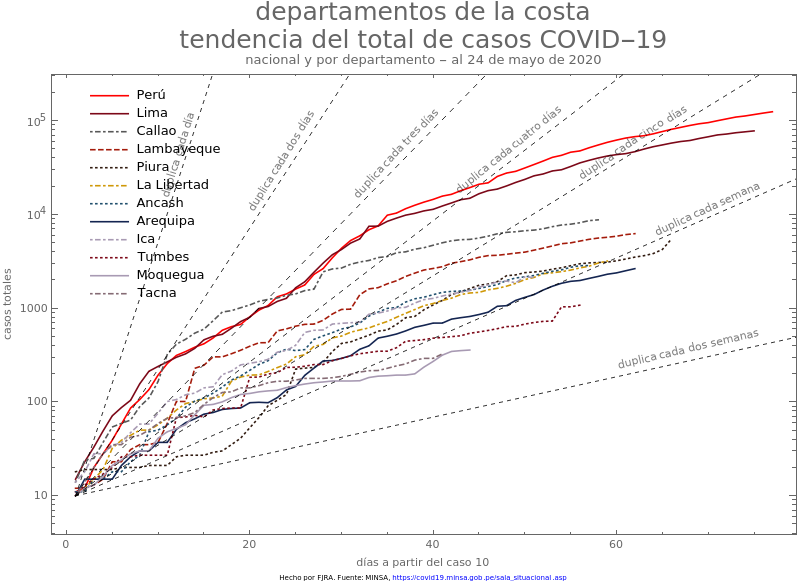 departamentos de la costa
tendencia del total de casos COVID−19
nacional y por departamento − al 24 de mayo de 2020
casos totales
10^5
10^4
1000
100
10
Perú
Lima
Callao
Lambayeque
Piura
La Libertad
Ancash
Arequipa
Ica
Tumbes
Moquegua
Tacna
duplica cada día
duplica cada dos días
duplica cada tres días
duplica cada cuatro días
duplica cada cinco días
duplica cada semana
duplica cada dos semanas
0 20 40 60
días a partir del caso 10
Hecho por FJRA. Fuente: MINSA, https://covid19.minsa.gob.pe/sala_situacional.asp